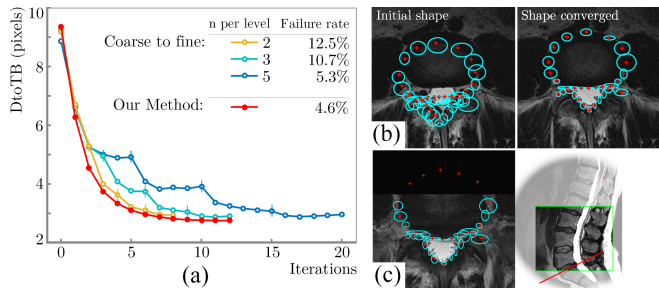 DtoTB (pixels)
10
8
6
4
2
n per level Failure rate
Coarse to fine: 2 12.5%
3 10.7%
5 5.3%
Our Method: 4.6%
0 5 10 15 20
Iterations
(a)
Initial shape
Shape converged
(b)
(c)